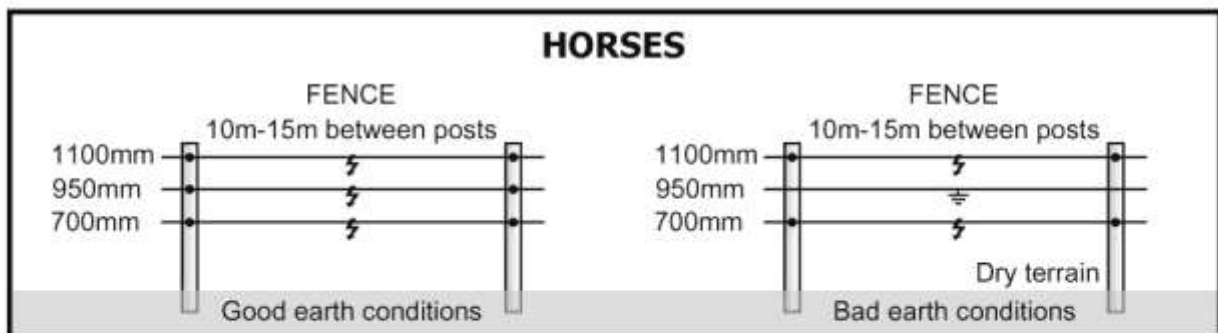 HORSES
FENCE
10m-15m between posts
1100mm
950mm
700mm
Good earth conditions
FENCE
10m-15m between posts
1100mm
950mm
700mm
Dry terrain
Bad earth conditions